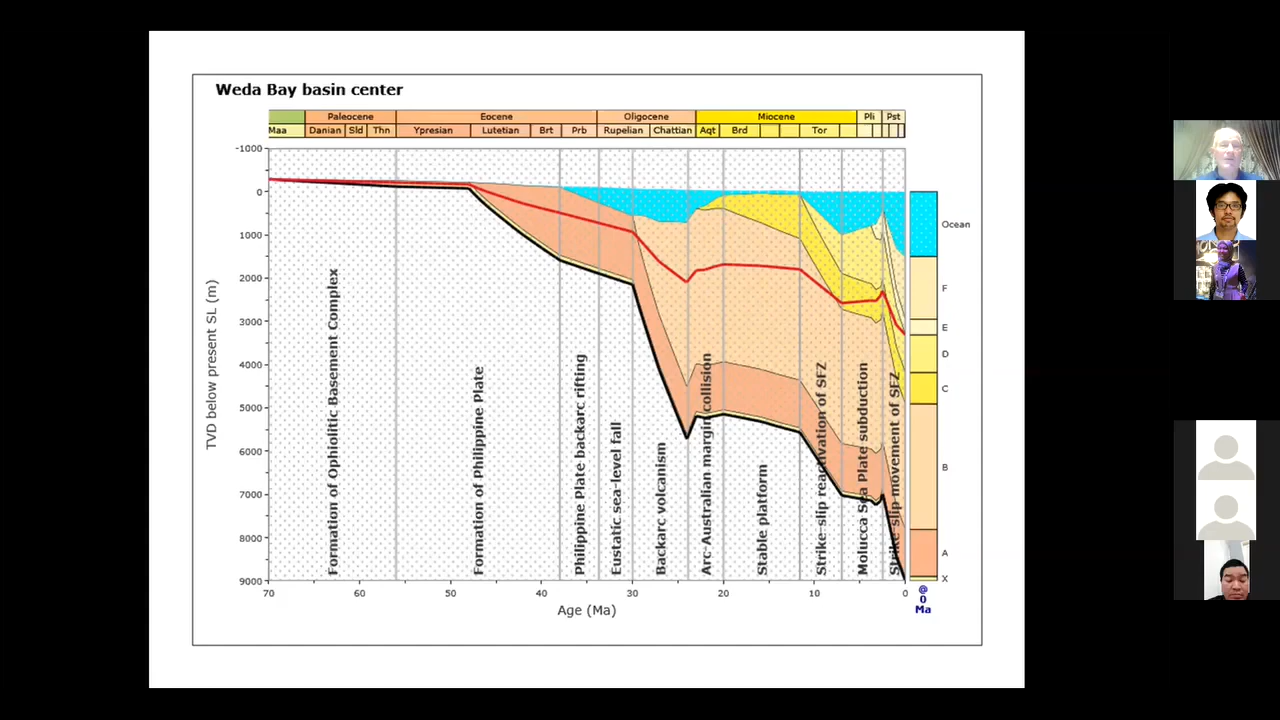 Weda Bay basin center
Paleocene Eocene Oligocene Miocene Pli Pst
Maa Danian Sld Thn Ypresian Lutetian Brt Prb Rupelian Chattian Aqt Brd Tor
-1000
0
1000
2000
3000
4000
5000
6000
7000
8000
9000
TVD below present SL (m)
Formation of Ophiolitic Basement Complex
Formation of Philippine Plate
Philippine Plate backarc rifting
Eustatic sea-level fall
Backarc volcanism
Arc-Australian margin collision
Stable platform
Strike-slip reactivation of SFZ
Molucca Sea Plate subduction
Strike-slip movement of SFZ
Ocean
F
E
D
C
B
A
X
70 60 50 40 30 20 10 0
@
0
Ma
Age (Ma)